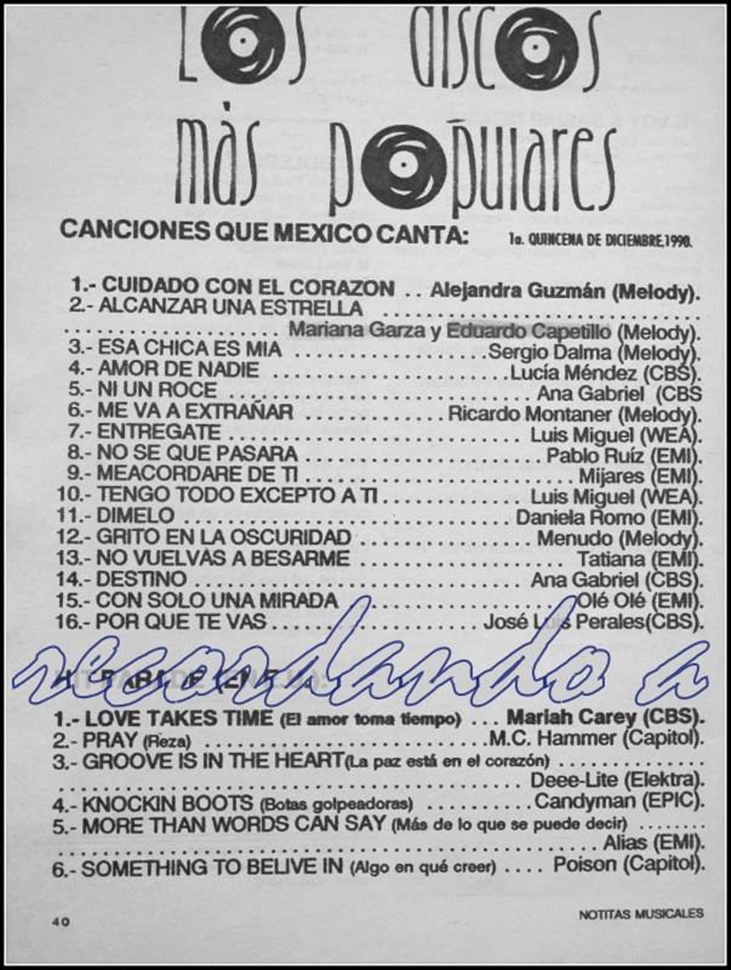 Los discos
más populares
CANCIONES QUE MEXICO CANTA: 1a. QUINCENA DE DICIEMBRE, 1990.
1.- CUIDADO CON EL CORAZON .. Alejandra Guzmán (Melody).
2.- ALCANZAR UNA ESTRELLA ..............................
.................... Mariana Garza y Eduardo Capetillo (Melody).
3.- ESA CHICA ES MIA ................... Sergio Dalma (Melody).
4.- AMOR DE NADIE ..................... Lucía Méndez (CBS).
5.- NI UN ROCE ........................... Ana Gabriel (CBS
6.- ME VA A EXTRAÑAR .............. Ricardo Montaner (Melody).
7.- ENTREGATE .......................... Luis Miguel (WEA).
8.- NO SE QUE PASARA .................. Pablo Ruíz (EMI).
9.- MEACORDARE DE TI ..................... Mijares (EMI).
10.- TENGO TODO EXCEPTO A TI ............ Luis Miguel (WEA).
11.- DIMELO ............................ Daniela Romo (EMI).
12.- GRITO EN LA OSCURIDAD ............... Menudo (Melody).
13.- NO VUELVAS A BESARME .................. Tatiana (EMI).
14.- DESTINO ............................ Ana Gabriel (CBS).
15.- CON SOLO UNA MIRADA ................. Olé Olé (EMI).
16.- POR QUE TE VAS ................. José Luis Perales(CBS).
recordando a
HIT PARADE
1.- LOVE TAKES TIME (El amor toma tiempo) ... Mariah Carey (CBS).
2.- PRAY (Reza) ........................ M.C. Hammer (Capitol).
3.- GROOVE IS IN THE HEART(La paz está en el corazón) .............
.......................................... Deee-Lite (Elektra).
4.- KNOCKIN BOOTS (Botas golpeadoras) .......... Candyman (EPIC).
5.- MORE THAN WORDS CAN SAY (Más de lo que se puede decir) ........
................................................ Alias (EMI).
6.- SOMETHING TO BELIVE IN (Algo en qué creer) .... Poison (Capitol).
40 NOTITAS MUSICALES